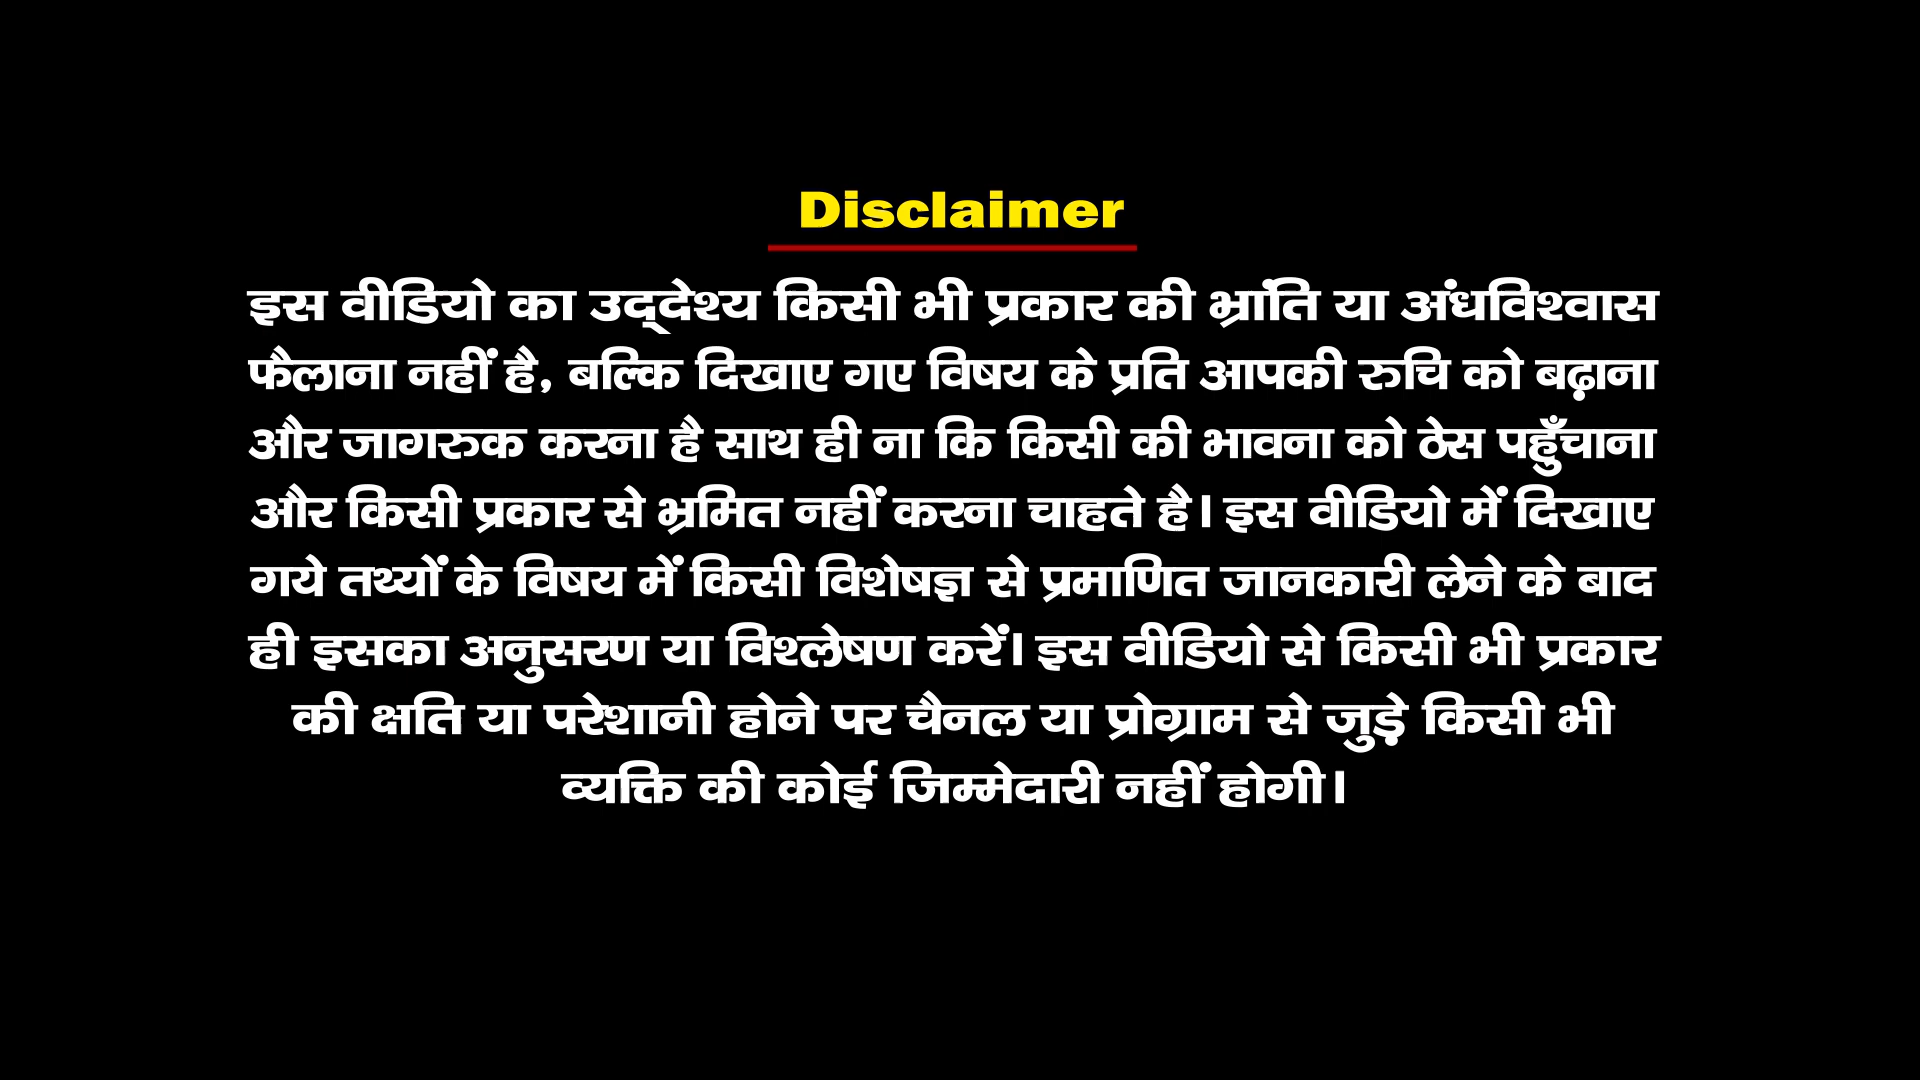 Disclaimer
इस वीडियो का उद्देश्य किसी भी प्रकार की भ्रांति या अंधविश्वास
फैलाना नहीं है, बल्कि दिखाए गए विषय के प्रति आपकी रुचि को बढ़ाना
और जागरुक करना है साथ ही ना कि किसी की भावना को ठेस पहुँचाना
और किसी प्रकार से भ्रमित नहीं करना चाहते है। इस वीडियो में दिखाए
गये तथ्यों के विषय में किसी विशेषज्ञ से प्रमाणित जानकारी लेने के बाद
ही इसका अनुसरण या विश्लेषण करें। इस वीडियो से किसी भी प्रकार
की क्षति या परेशानी होने पर चैनल या प्रोग्राम से जुड़े किसी भी
व्यक्ति की कोई जिम्मेदारी नहीं होगी।